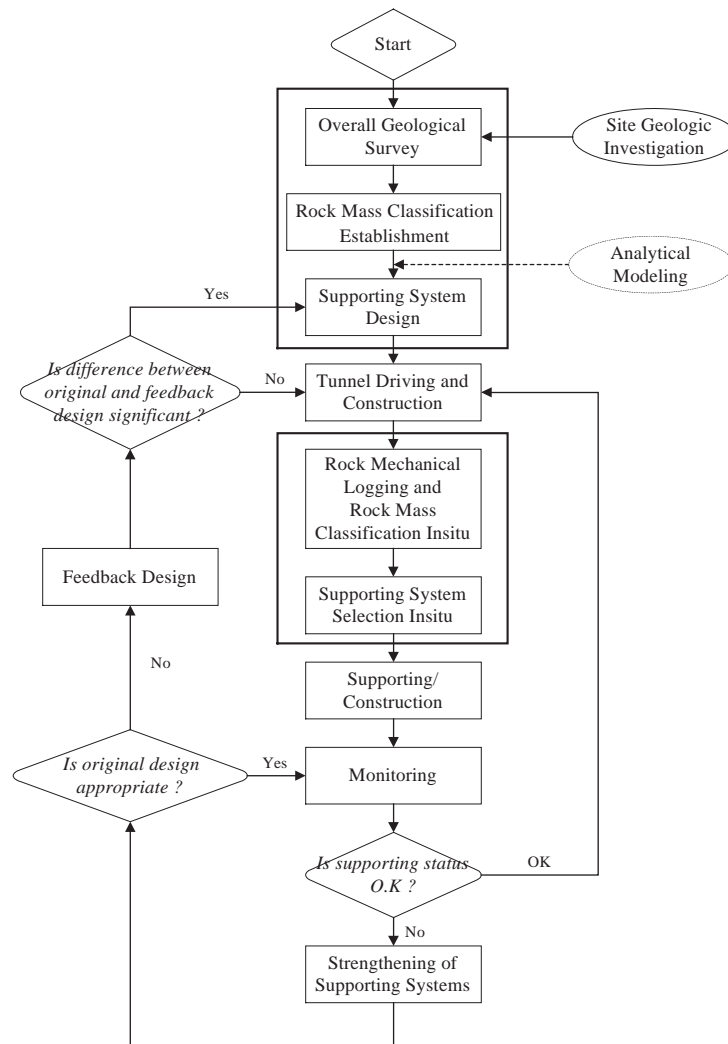 Start
Overall Geological
Survey
Site Geologic
Investigation
Rock Mass Classification
Establishment
Analytical
Modeling
Yes
Supporting System
Design
Is difference between
original and feedback
design significant ?
No
Tunnel Driving and
Construction
Rock Mechanical
Logging and
Rock Mass
Classification Insitu
Feedback Design
Supporting System
Selection Insitu
No
Supporting/
Construction
Is original design
appropriate ?
Yes
Monitoring
Is supporting status
O.K ?
OK
No
Strengthening of
Supporting Systems